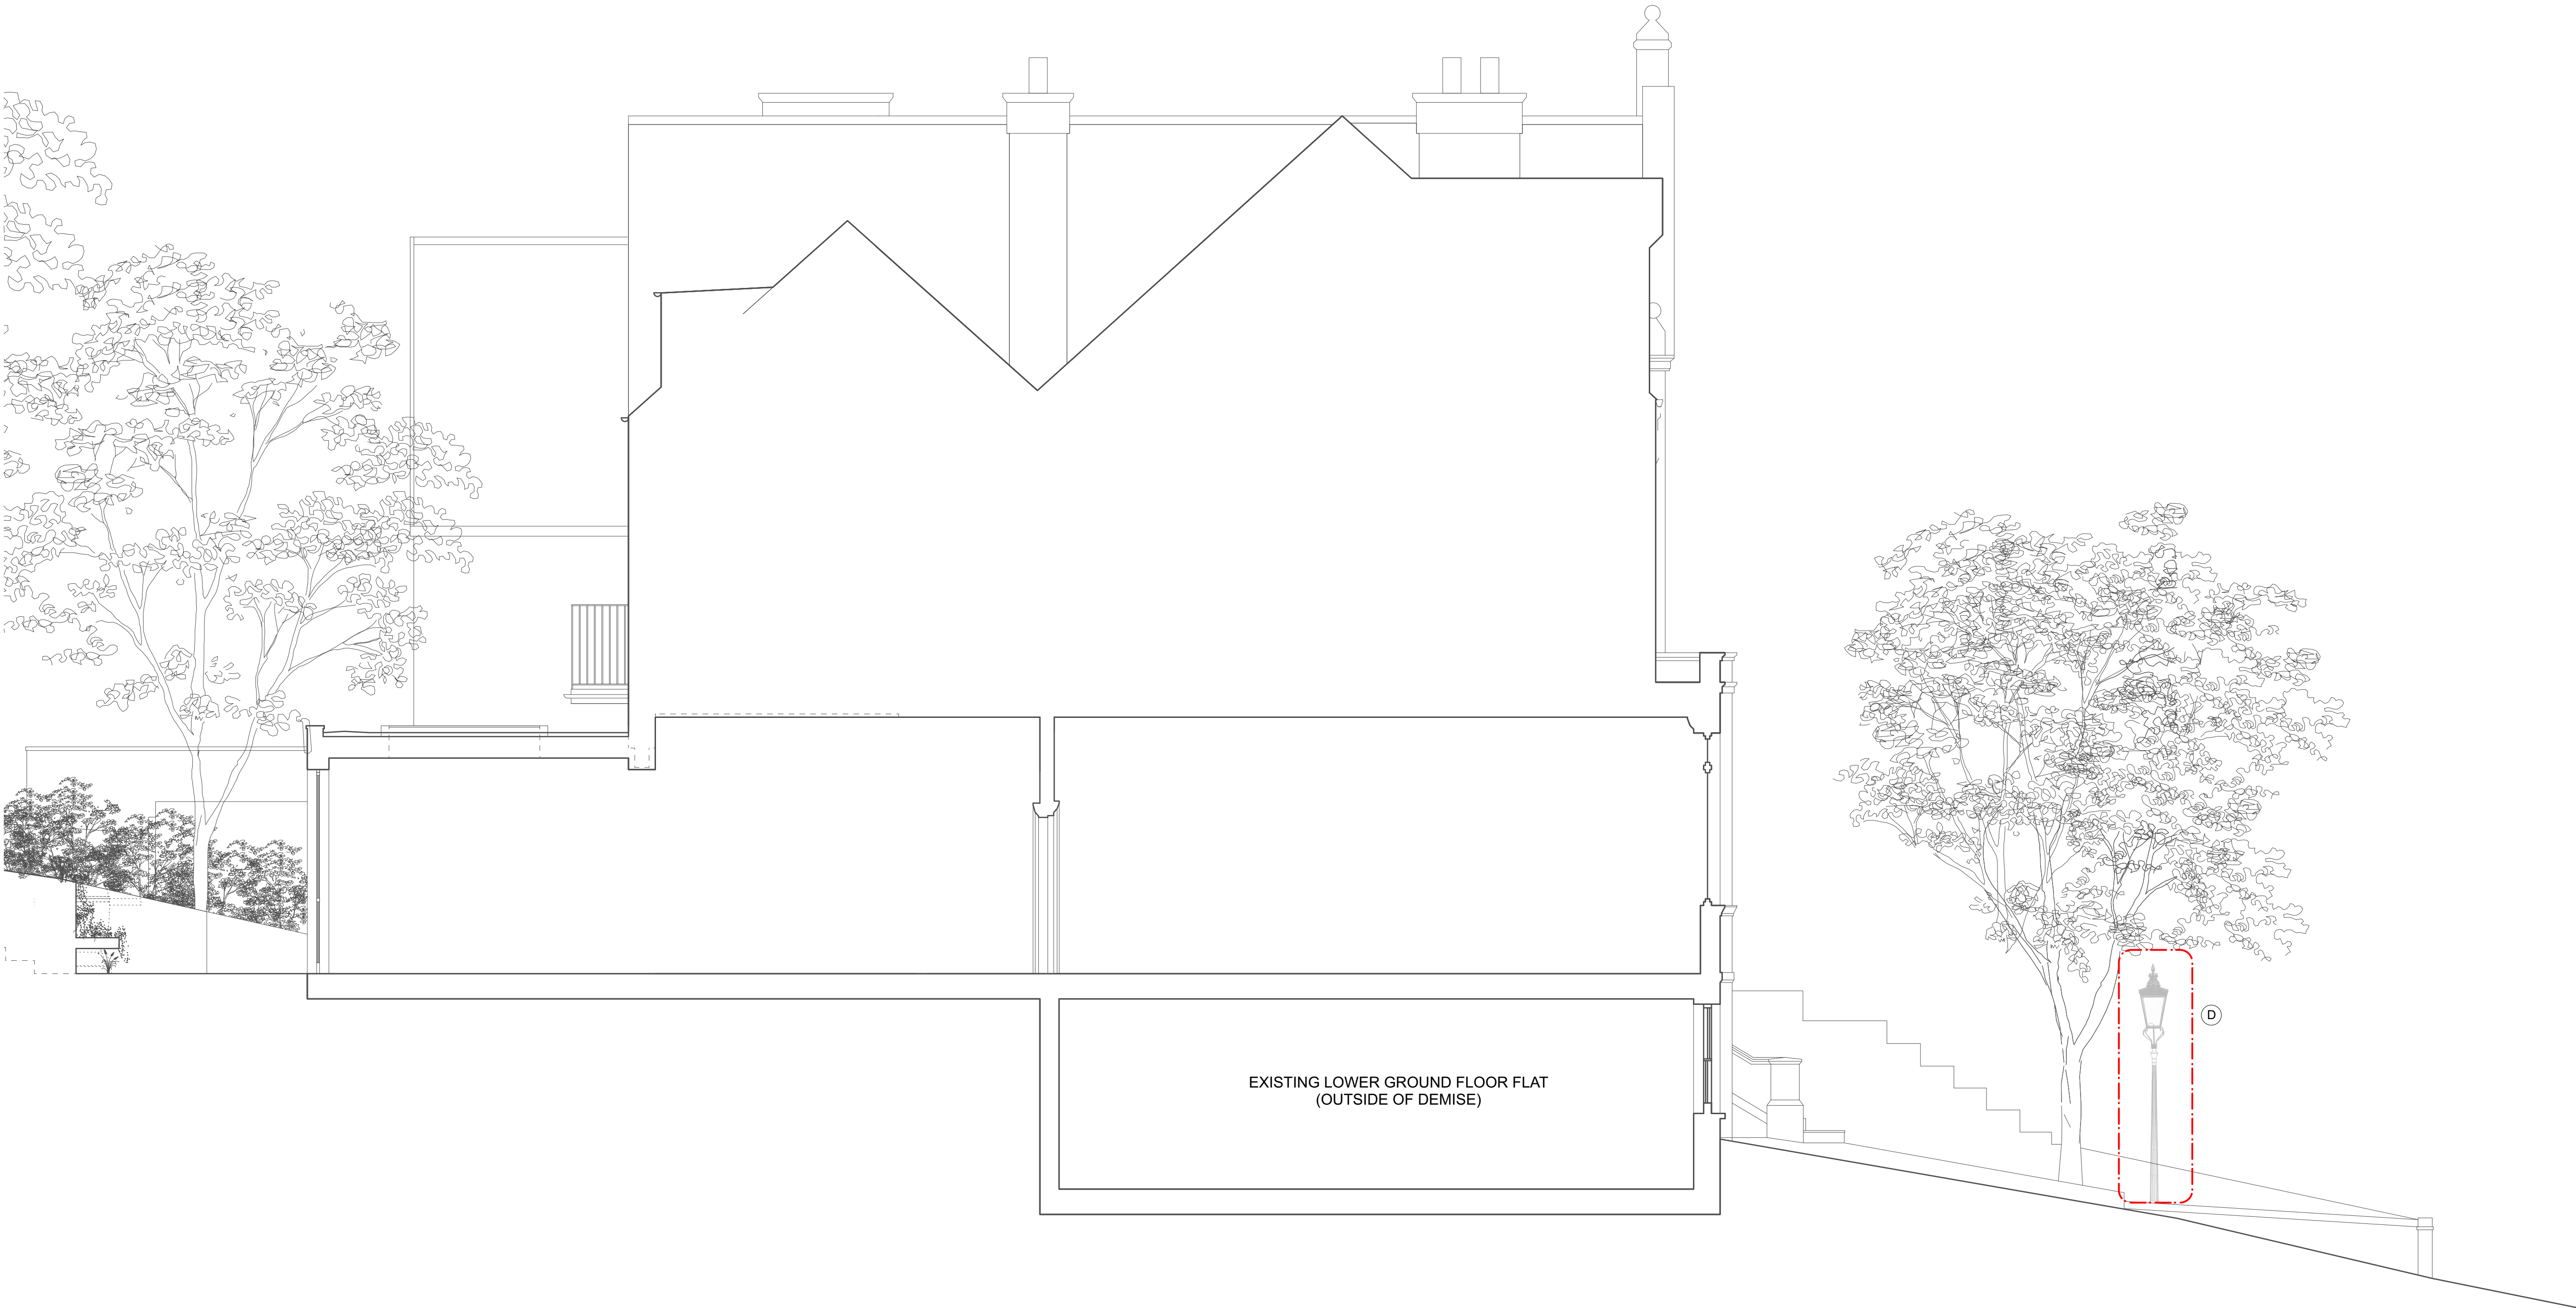 D
EXISTING LOWER GROUND FLOOR FLAT
(OUTSIDE OF DEMISE)